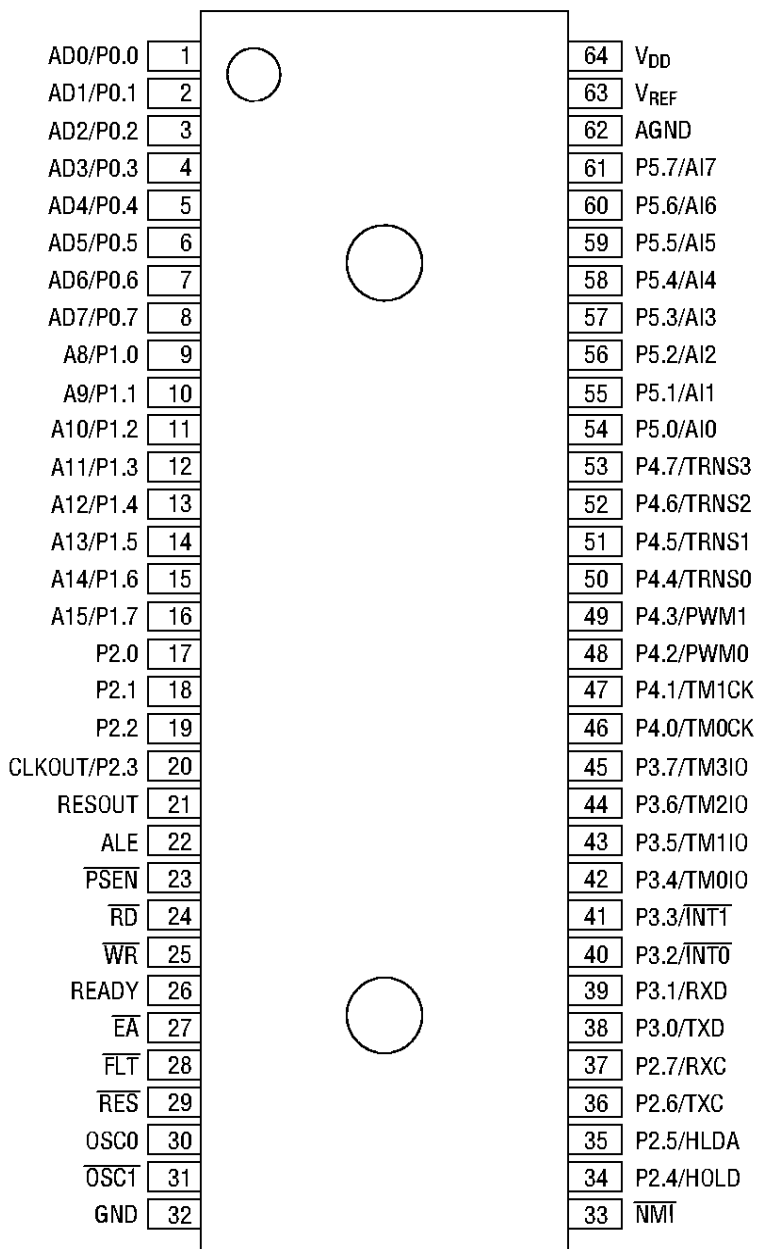 AD0/P0.0 1 64 VDD
AD1/P0.1 2 63 VREF
AD2/P0.2 3 62 AGND
AD3/P0.3 4 61 P5.7/AI7
AD4/P0.4 5 60 P5.6/AI6
AD5/P0.5 6 59 P5.5/AI5
AD6/P0.6 7 58 P5.4/AI4
AD7/P0.7 8 57 P5.3/AI3
A8/P1.0 9 56 P5.2/AI2
A9/P1.1 10 55 P5.1/AI1
A10/P1.2 11 54 P5.0/AI0
A11/P1.3 12 53 P4.7/TRNS3
A12/P1.4 13 52 P4.6/TRNS2
A13/P1.5 14 51 P4.5/TRNS1
A14/P1.6 15 50 P4.4/TRNS0
A15/P1.7 16 49 P4.3/PWM1
P2.0 17 48 P4.2/PWM0
P2.1 18 47 P4.1/TM1CK
P2.2 19 46 P4.0/TM0CK
CLKOUT/P2.3 20 45 P3.7/TM3IO
RESOUT 21 44 P3.6/TM2IO
ALE 22 43 P3.5/TM1IO
P̅S̅E̅N̅ 23 42 P3.4/TM0IO
R̅D̅ 24 41 P3.3/I̅N̅T̅1̅
W̅R̅ 25 40 P3.2/I̅N̅T̅0̅
READY 26 39 P3.1/RXD
E̅A̅ 27 38 P3.0/TXD
F̅L̅T̅ 28 37 P2.7/RXC
R̅E̅S̅ 29 36 P2.6/TXC
OSC0 30 35 P2.5/HLDA
O̅S̅C̅1̅ 31 34 P2.4/HOLD
GND 32 33 N̅M̅I̅